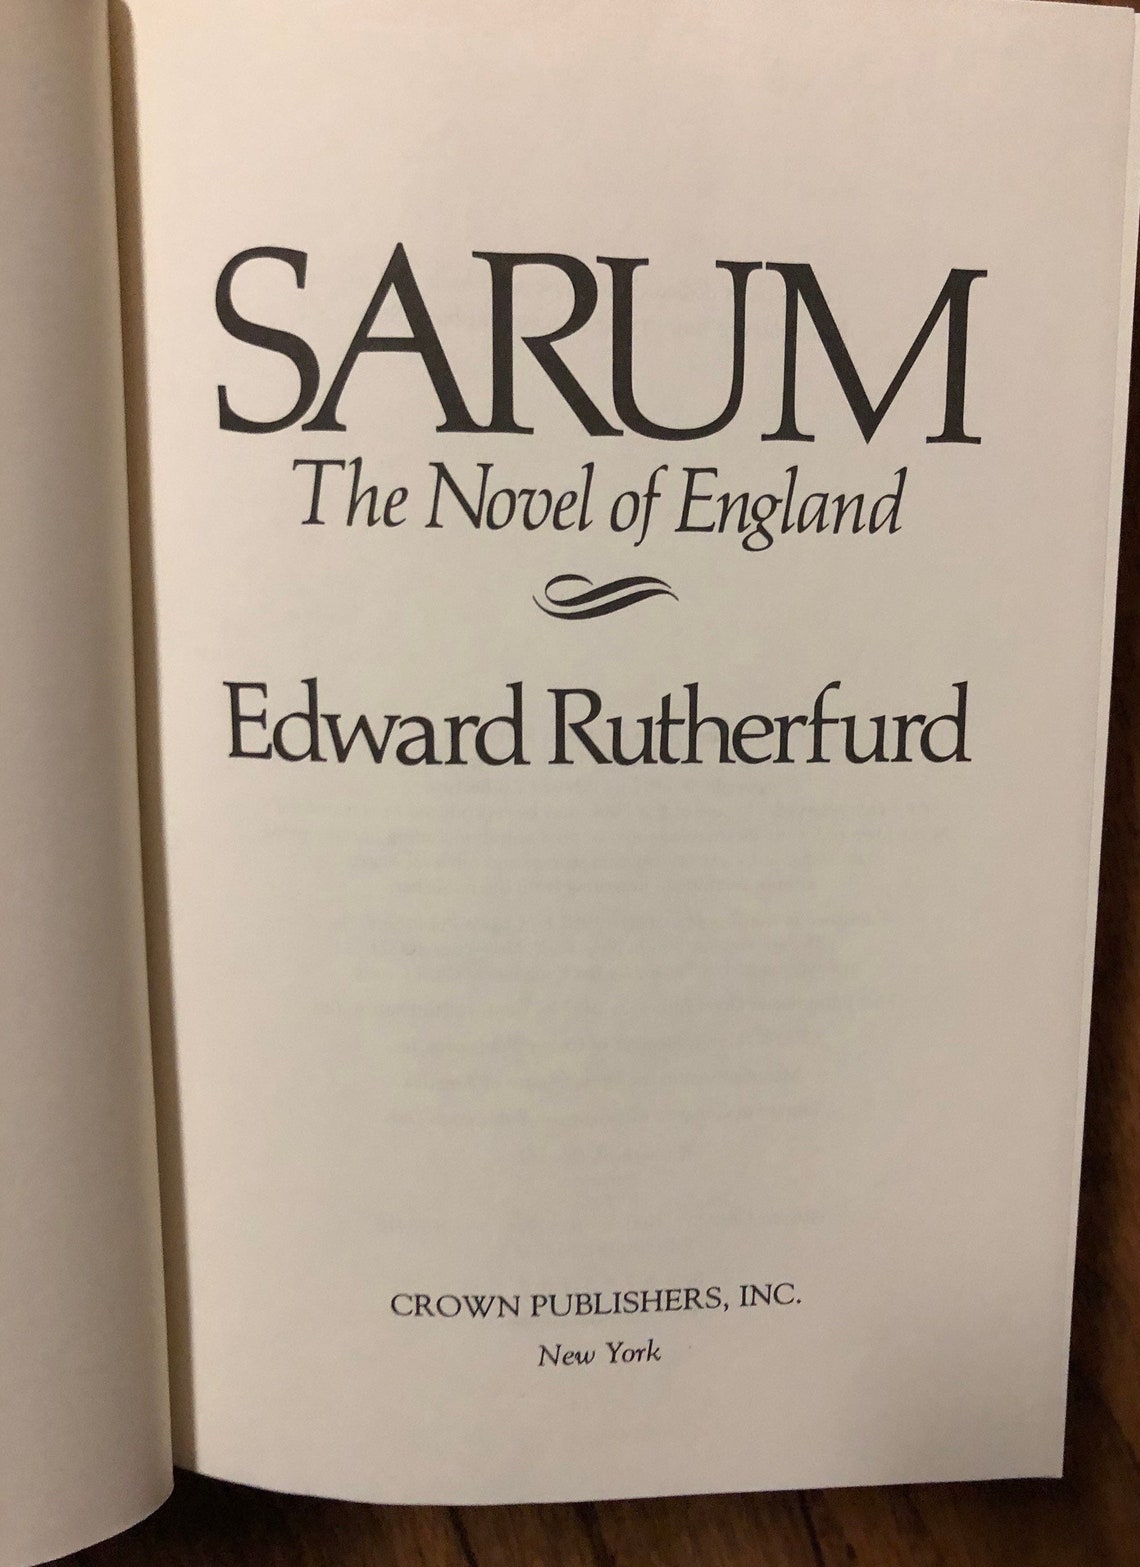 SARUM
The Novel of England
Edward Rutherfurd
CROWN PUBLISHERS, INC.
New York